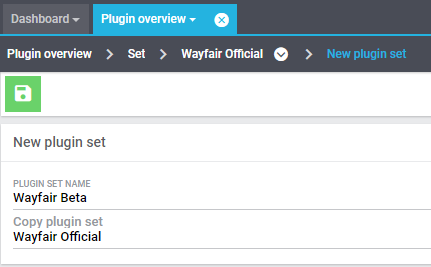 Dashboard Plugin overview
Plugin overview Set Wayfair Official New plugin set
New plugin set
PLUGIN SET NAME
Wayfair Beta
Copy plugin set
Wayfair Official